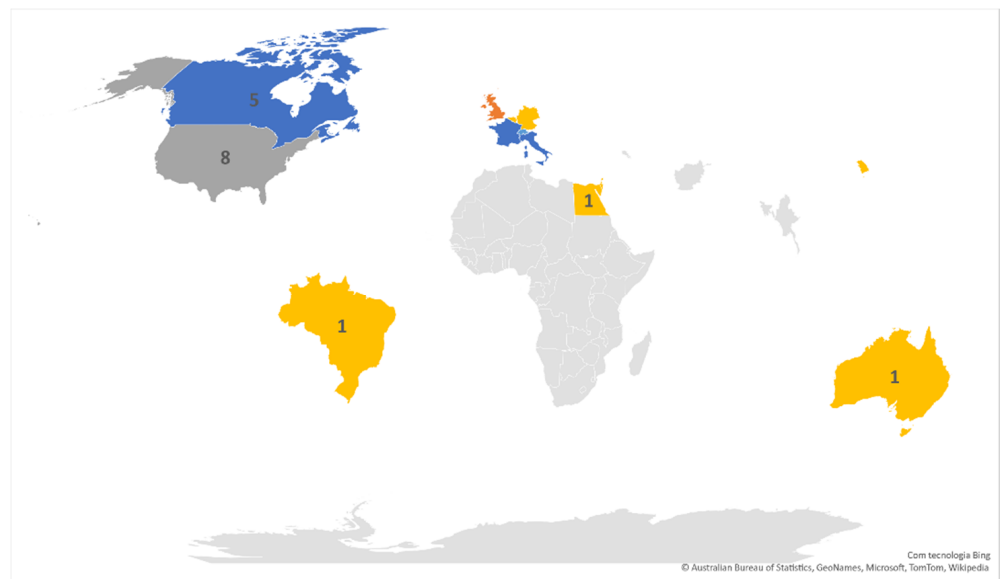 5
8
1
1
1
Com tecnologia Bing
© Australian Bureau of Statistics, GeoNames, Microsoft, TomTom, Wikipedia